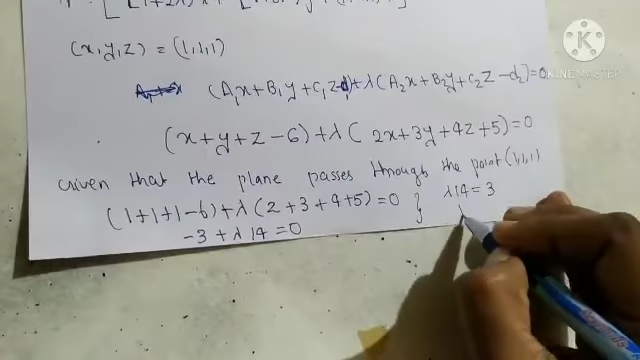 (x,y,z) = (1,1,1)
(A₁x+B₁y+C₁z-d₁)+λ(A₂x+B₂y+C₂z-d₂)=0
(x+y+z-6)+λ(2x+3y+4z+5)=0
Given that the plane passes through the point (1,1,1)
(1+1+1-6)+λ(2+3+4+5)=0 } λ14=3
-3+λ14=0
KINEMASTER